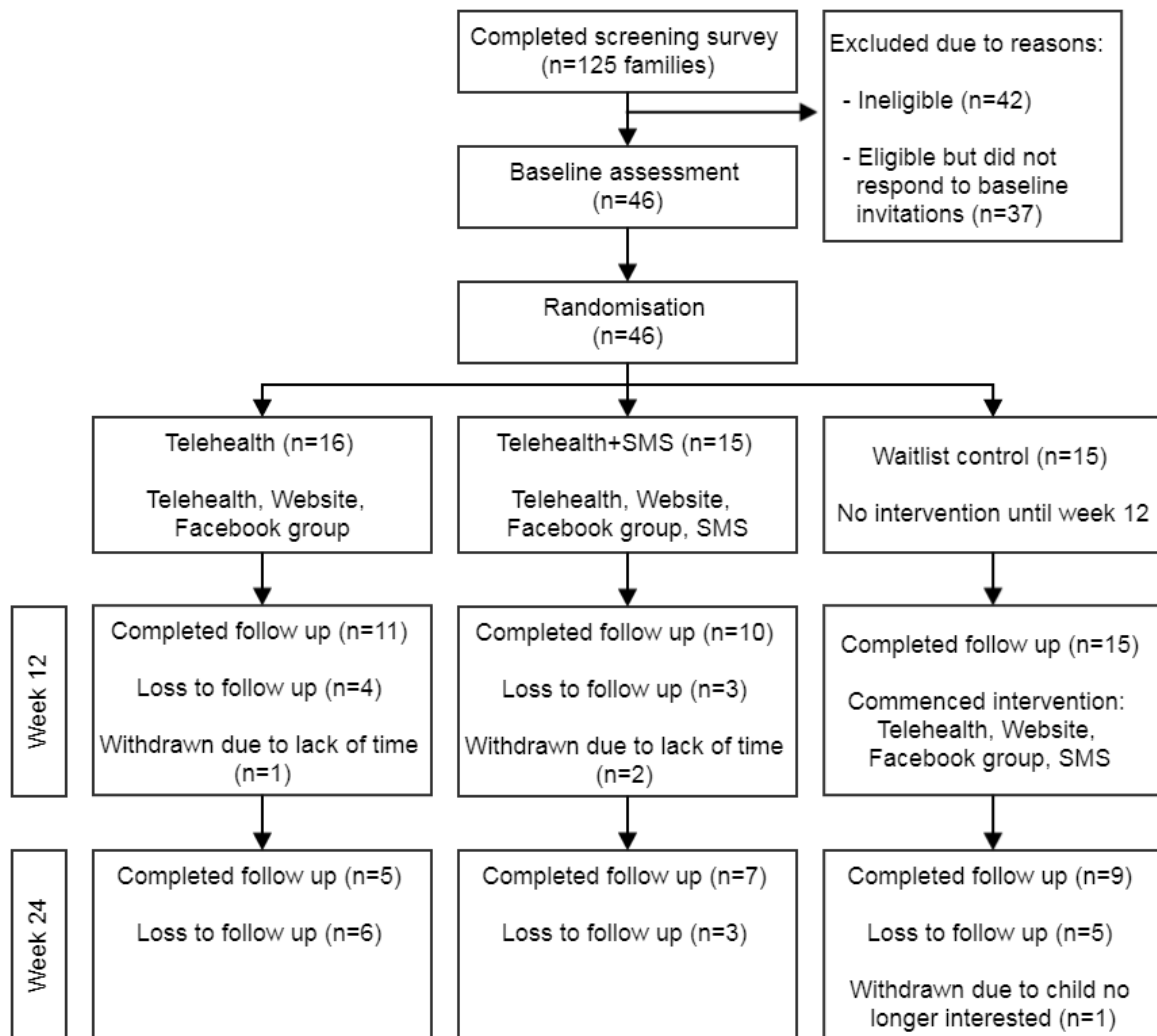 Completed screening survey
(n=125 families)
Excluded due to reasons:
- Ineligible (n=42)
- Eligible but did not
respond to baseline
invitations (n=37)
Baseline assessment
(n=46)
Randomisation
(n=46)
Telehealth (n=16)
Telehealth, Website,
Facebook group
Telehealth+SMS (n=15)
Telehealth, Website,
Facebook group, SMS
Waitlist control (n=15)
No intervention until week 12
Week 12
Completed follow up (n=11)
Loss to follow up (n=4)
Withdrawn due to lack of time
(n=1)
Completed follow up (n=10)
Loss to follow up (n=3)
Withdrawn due to lack of time
(n=2)
Completed follow up (n=15)
Commenced intervention:
Telehealth, Website,
Facebook group, SMS
Week 24
Completed follow up (n=5)
Loss to follow up (n=6)
Completed follow up (n=7)
Loss to follow up (n=3)
Completed follow up (n=9)
Loss to follow up (n=5)
Withdrawn due to child no
longer interested (n=1)